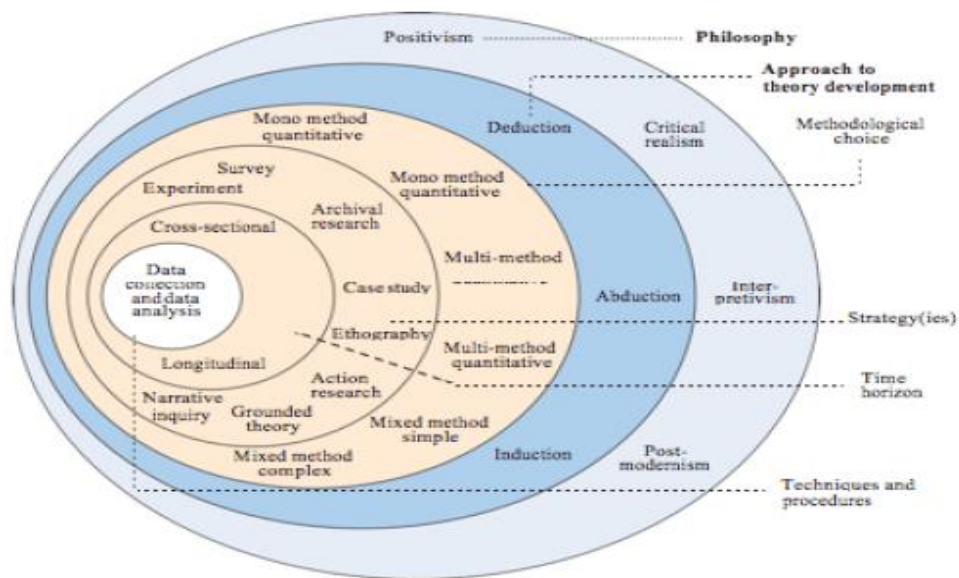 Positivism
Philosophy
Approach to
theory development
Mono method
quantitative
Deduction
Critical
realism
Methodological
choice
Survey
Experiment
Mono method
quantitative
Archival
research
Cross-sectional
Multi-method
Data
collection
and data
analysis
Case study
Abduction
Inter-
pretivism
Strategy(ies)
Ethography
Multi-method
quantitative
Longitudinal
Time
horizon
Narrative
inquiry
Action
research
Grounded
theory
Mixed method
simple
Mixed method
complex
Induction
Post-
modernism
Techniques and
procedures